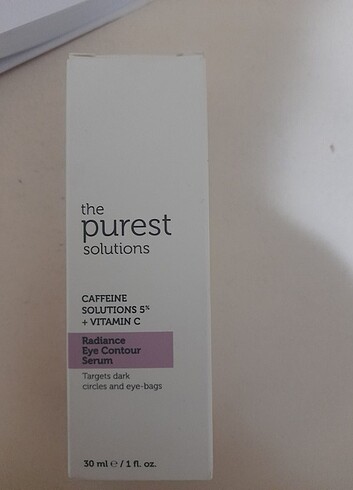 the
purest
solutions
CAFFEINE
SOLUTIONS 5%
+ VITAMIN C
Radiance
Eye Contour
Serum
Targets dark
circles and eye-bags
30 ml ℮ / 1 fl. oz.